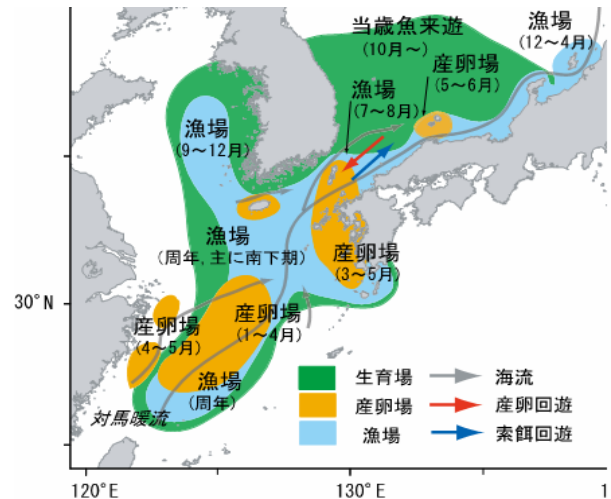 漁場
(12～4月)
当歳魚来遊
(10月～)
産卵場
(5～6月)
漁場
(7～8月)
漁場
(9～12月)
漁場
(周年，主に南下期)
産卵場
(3～5月)
30°N
産卵場
(1～4月)
産卵場
(4～5月)
漁場
(周年)
対馬暖流
生育場
産卵場
漁場
海流
産卵回遊
索餌回遊
120°E
130°E
1